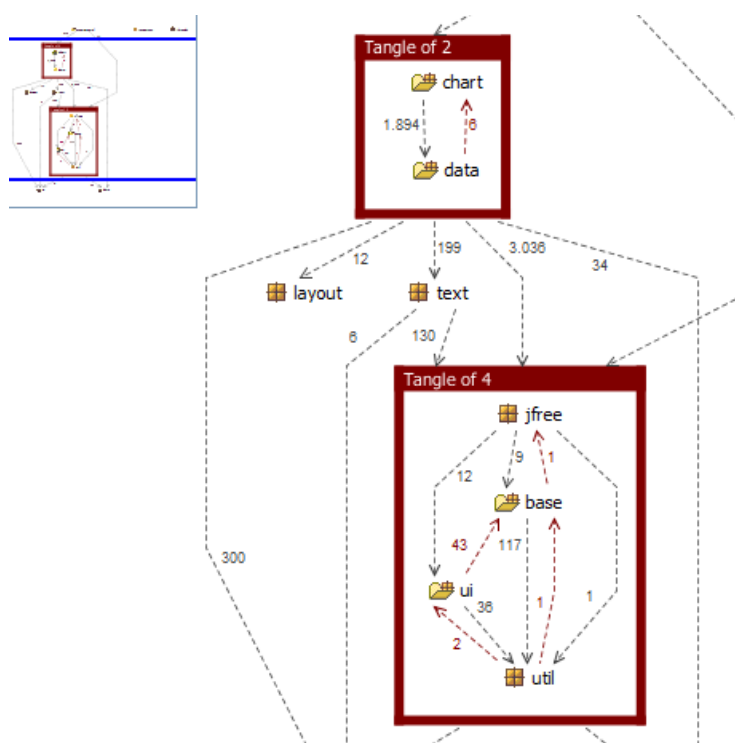 Tangle of 2
chart
1.894
6
data
12
199
3.036
34
layout
text
6
130
Tangle of 4
jfree
12
9
1
base
43
117
ui
36
1
1
2
util
300